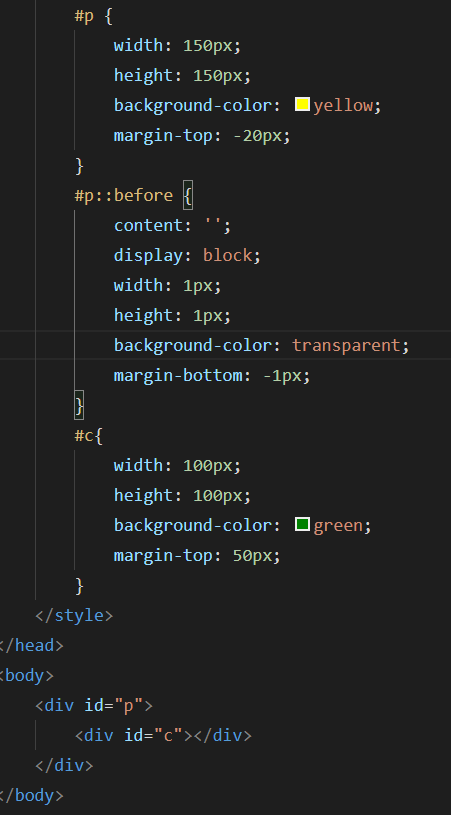 #p {
width: 150px;
height: 150px;
background-color: yellow;
margin-top: -20px;
}
#p::before {
content: '';
display: block;
width: 1px;
height: 1px;
background-color: transparent;
margin-bottom: -1px;
}
#c{
width: 100px;
height: 100px;
background-color: green;
margin-top: 50px;
}
</style>
</head>
<body>
<div id="p">
<div id="c"></div>
</div>
</body>